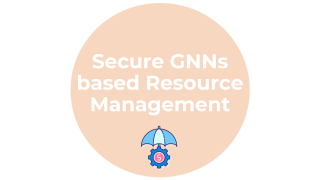 Secure GNNs
based Resource
Management